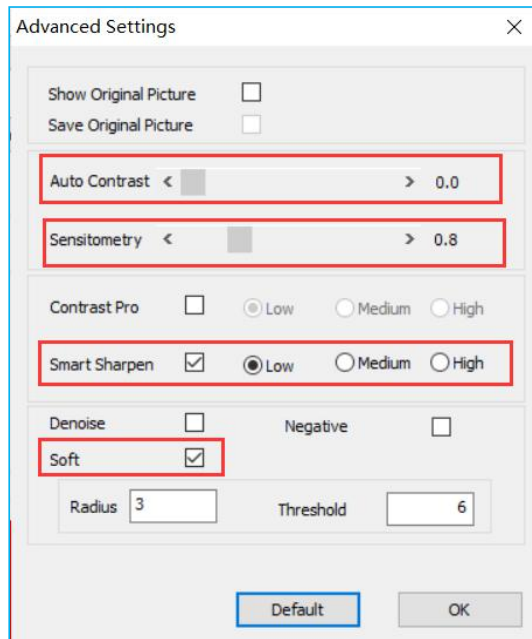 Advanced Settings
Show Original Picture
Save Original Picture
Auto Contrast < > 0.0
Sensitometry < > 0.8
Contrast Pro Low Medium High
Smart Sharpen Low Medium High
Denoise Negative
Soft
Radius 3 Threshold 6
Default OK